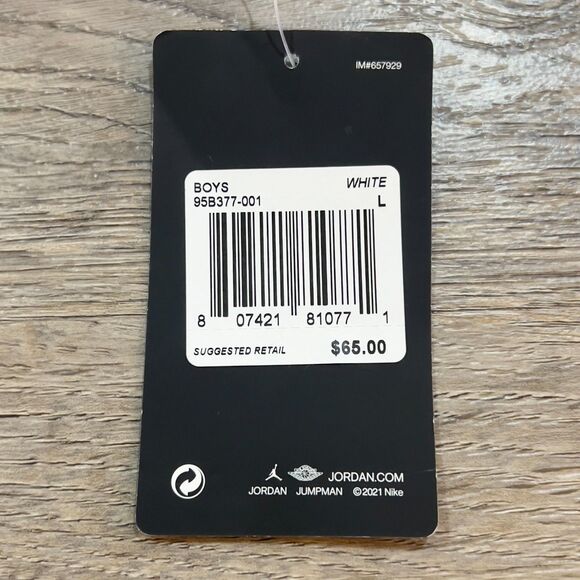 IM#657929
BOYS WHITE
95B377-001 L
8 07421 81077 1
SUGGESTED RETAIL $65.00
JORDAN.COM
JORDAN JUMPMAN ©2021 Nike